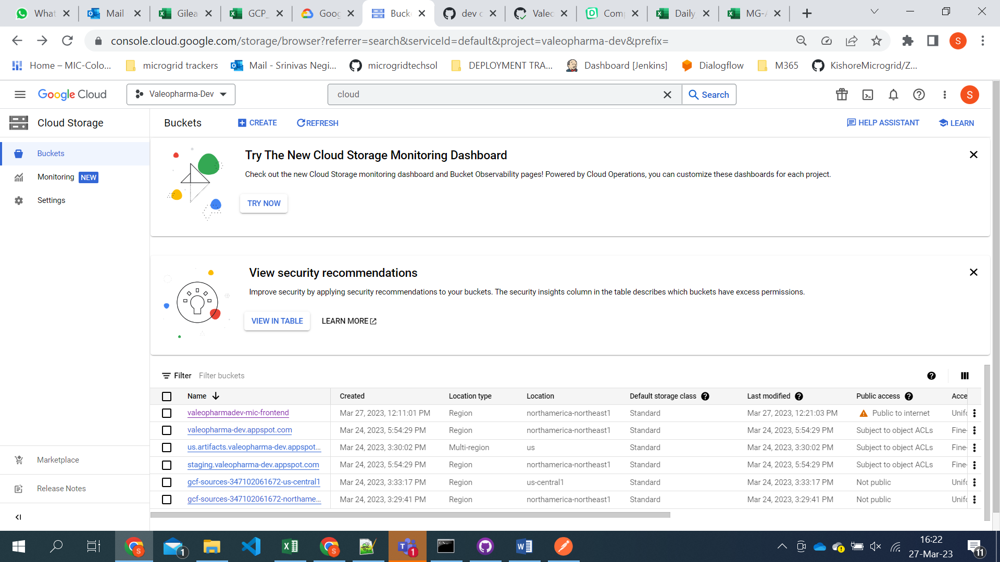 What
Mail
Gilea
GCP_
Goog
Bucke
dev c
Valeo
Comp
Daily
MG-A
console.cloud.google.com/storage/browser?referrer=search&serviceId=default&project=valeopharma-dev&prefix=
S
Home – MIC-Colo...
microgrid trackers
Mail - Srinivas Negi...
microgridtechsol
DEPLOYMENT TRA...
Dashboard [Jenkins]
Dialogflow
M365
KishoreMicrogrid/Z...
Google Cloud
Valeopharma-Dev
cloud
Search
S
Cloud Storage
Buckets
CREATE
REFRESH
HELP ASSISTANT
LEARN
Buckets
Monitoring NEW
Settings
Marketplace
Release Notes
Try The New Cloud Storage Monitoring Dashboard
Check out the new Cloud Storage monitoring dashboard and Bucket Observability pages! Powered by Cloud Operations, you can customize these dashboards for each project.
TRY NOW
View security recommendations
Improve security by applying security recommendations to your buckets. The security insights column in the table describes which buckets have excess permissions.
VIEW IN TABLE LEARN MORE
Filter Filter buckets
Name Created Location type Location Default storage class Last modified Public access Acce
valeopharmadev-mic-frontend Mar 27, 2023, 12:11:01 PM Region northamerica-northeast1 Standard Mar 27, 2023, 12:21:03 PM Public to internet Unifo
valeopharma-dev.appspot.com Mar 24, 2023, 5:54:29 PM Region northamerica-northeast1 Standard Mar 24, 2023, 5:54:29 PM Subject to object ACLs Fine-
us.artifacts.valeopharma-dev.appspot... Mar 24, 2023, 3:30:02 PM Multi-region us Standard Mar 24, 2023, 3:30:02 PM Subject to object ACLs Fine-
staging.valeopharma-dev.appspot.com Mar 24, 2023, 5:54:29 PM Region northamerica-northeast1 Standard Mar 24, 2023, 5:54:29 PM Subject to object ACLs Fine-
gcf-sources-347102061672-us-central1 Mar 24, 2023, 3:33:17 PM Region us-central1 Standard Mar 24, 2023, 3:33:17 PM Not public Unifo
gcf-sources-347102061672-northame... Mar 24, 2023, 3:29:41 PM Region northamerica-northeast1 Standard Mar 24, 2023, 3:29:41 PM Not public Unifo
1
1
16:22
27-Mar-23
11